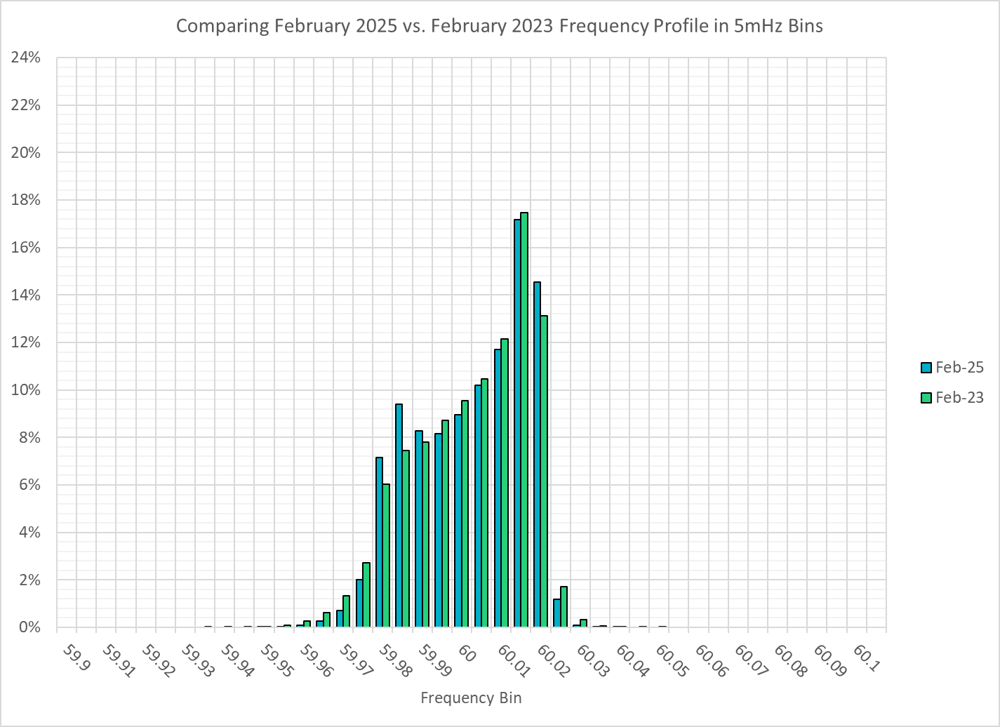 Comparing February 2025 vs. February 2023 Frequency Profile in 5mHz Bins
24%
22%
20%
18%
16%
14%
12%
10%
8%
6%
4%
2%
0%
Feb-25
Feb-23
59.9 59.91 59.92 59.93 59.94 59.95 59.96 59.97 59.98 59.99 60 60.01 60.02 60.03 60.04 60.05 60.06 60.07 60.08 60.09 60.1
Frequency Bin